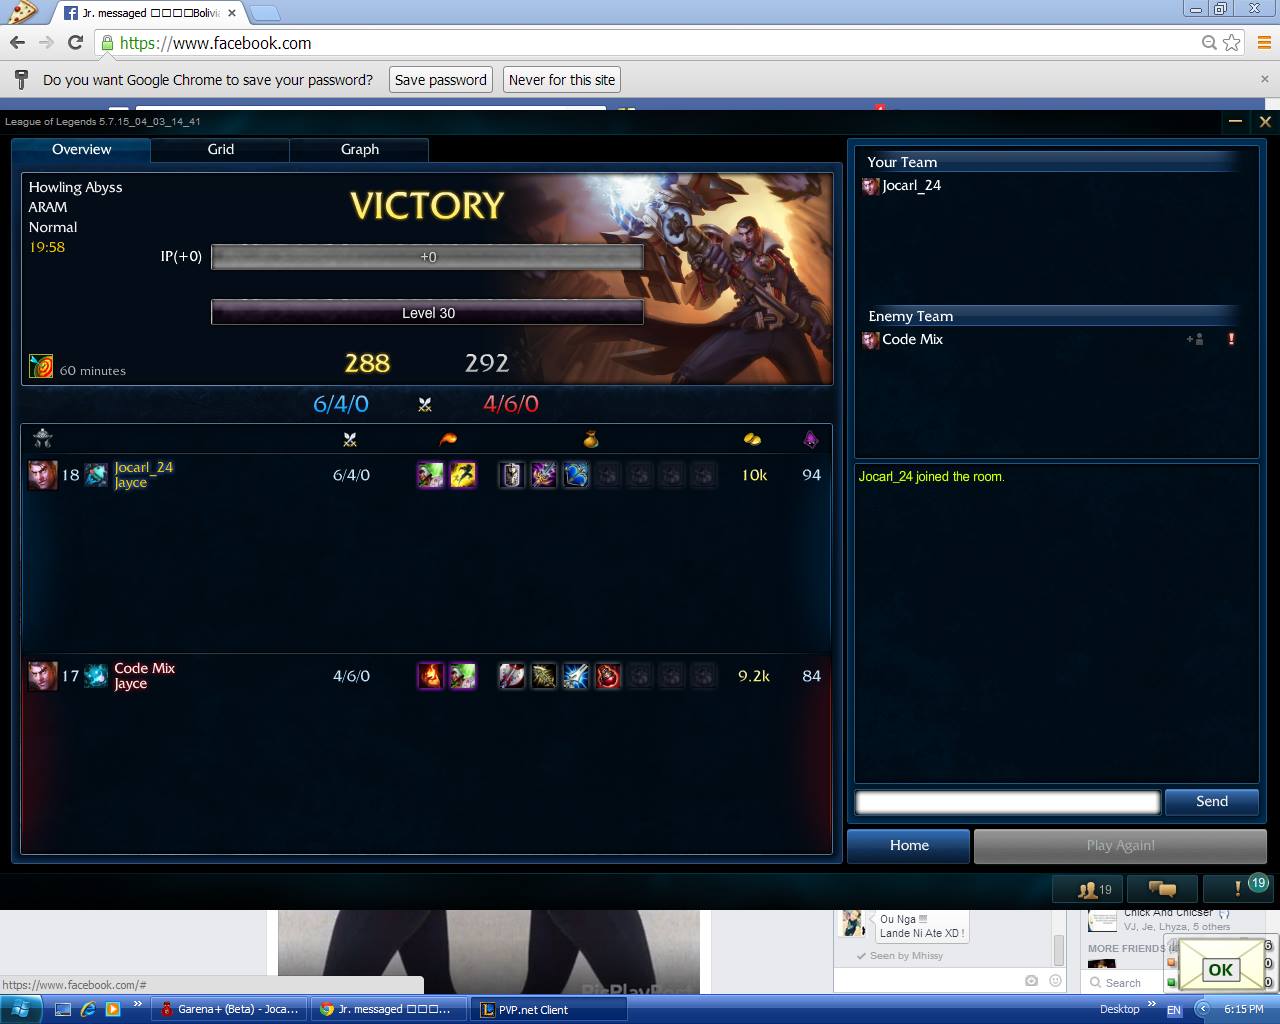 Jr. messaged □□□□Bolivi
https://www.facebook.com
Do you want Google Chrome to save your password?
Save password
Never for this site
League of Legends 5.7.15_04_03_14_41
Overview
Grid
Graph
Howling Abyss
ARAM
Normal
19:58
VICTORY
IP(+0)
+0
Level 30
60 minutes
288
292
6/4/0
4/6/0
18
Jocarl_24
Jayce
6/4/0
10k
94
17
Code Mix
Jayce
4/6/0
9.2k
84
Your Team
Jocarl_24
Enemy Team
Code Mix
Jocarl_24 joined the room.
Send
Home
Play Again!
19
19
Ou Nga !!!
Lande Ni Ate XD !
Seen by Mhissy
Chick And Chicser
VJ, Je, Lhyza, 5 others
MORE FRIENDS
Search
OK
PicPlayPost
https://www.facebook.com/#
Garena+ (Beta) - Joca...
Jr. messaged □□□...
PVP.net Client
Desktop
EN
6:15 PM